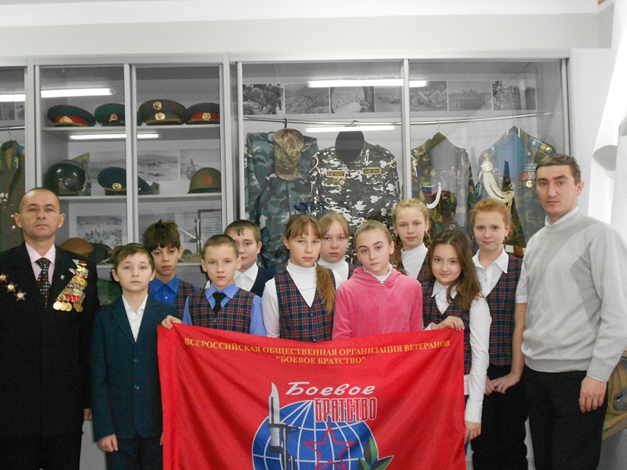 ВСЕРОССИЙСКАЯ ОБЩЕСТВЕННАЯ ОРГАНИЗАЦИЯ ВЕТЕРАНОВ
"БОЕВОЕ БРАТСТВО"
Боевое
БРАТСТВО